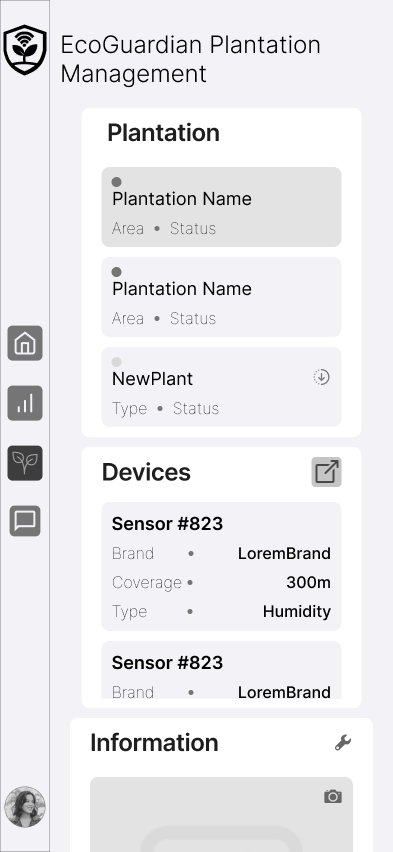 EcoGuardian Plantation
Management
Plantation
Plantation Name
Area • Status
Plantation Name
Area • Status
NewPlant
Type • Status
Devices
Sensor #823
Brand • LoremBrand
Coverage • 300m
Type • Humidity
Sensor #823
Brand • LoremBrand
Information